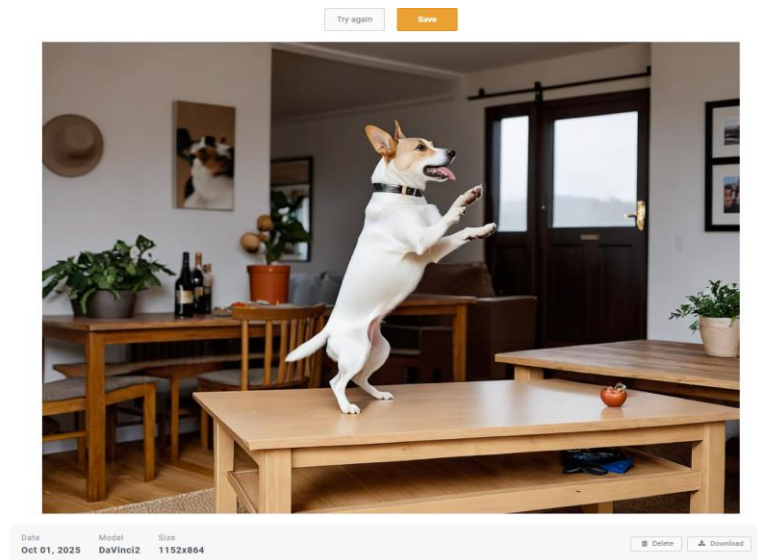 Try again
Save
Date
Oct 01, 2025
Model
DaVinci2
Size
1152x864
Delete
Download